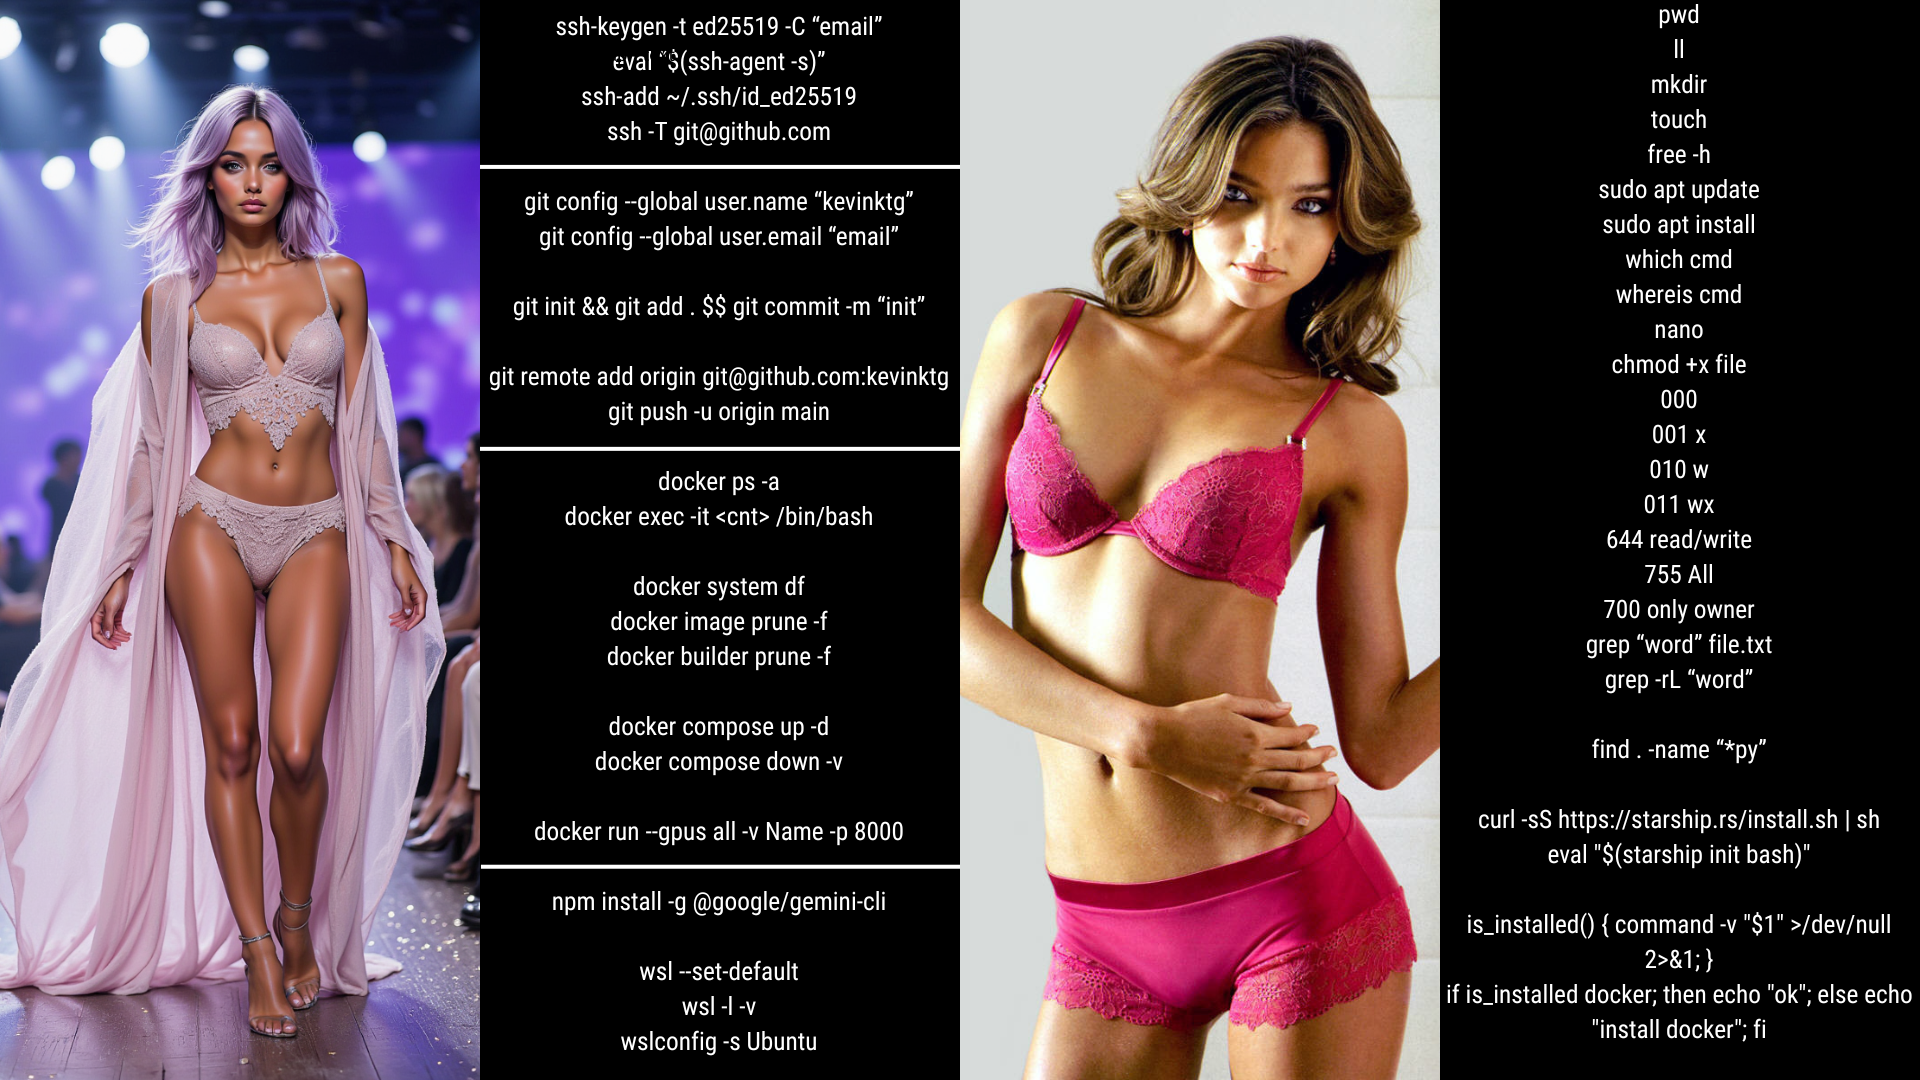 ssh-keygen -t ed25519 -C “email”
eval “$(ssh-agent -s)”
ssh-add ~/.ssh/id_ed25519
ssh -T git@github.com
git config --global user.name “kevinktg”
git config --global user.email “email”
git init && git add . $$ git commit -m “init”
git remote add origin git@github.com:kevinktg
git push -u origin main
docker ps -a
docker exec -it <cnt> /bin/bash
docker system df
docker image prune -f
docker builder prune -f
docker compose up -d
docker compose down -v
docker run --gpus all -v Name -p 8000
npm install -g @google/gemini-cli
wsl --set-default
wsl -l -v
wslconfig -s Ubuntu
pwd
ll
mkdir
touch
free -h
sudo apt update
sudo apt install
which cmd
whereis cmd
nano
chmod +x file
000
001 x
010 w
011 wx
644 read/write
755 All
700 only owner
grep “word” file.txt
grep -rL “word”
find . -name “*py”
curl -sS https://starship.rs/install.sh | sh
eval "$(starship init bash)"
is_installed() { command -v "$1" >/dev/null
2>&1; }
if is_installed docker; then echo "ok"; else echo
"install docker"; fi